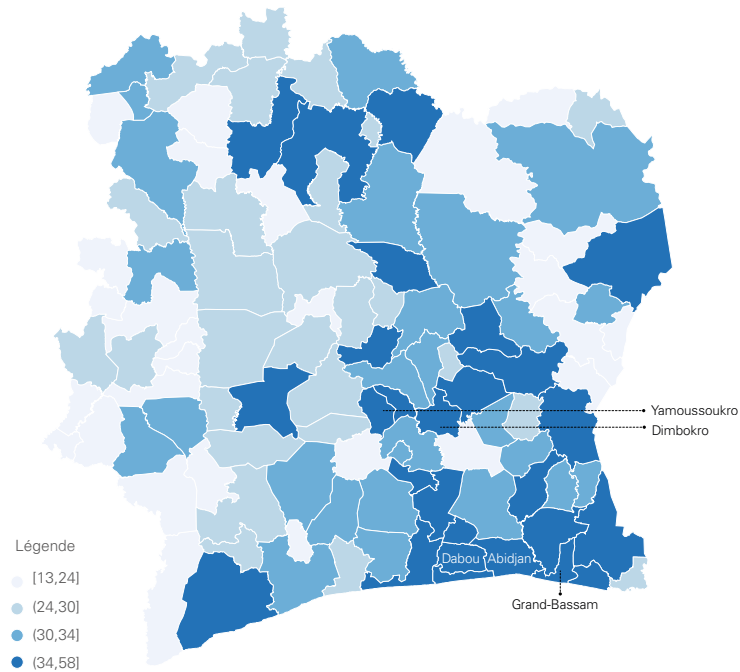 Yamoussoukro
Dimbokro
Légende
[13,24]
(24,30]
(30,34]
(34,58]
Dabou
Abidjan
Grand-Bassam